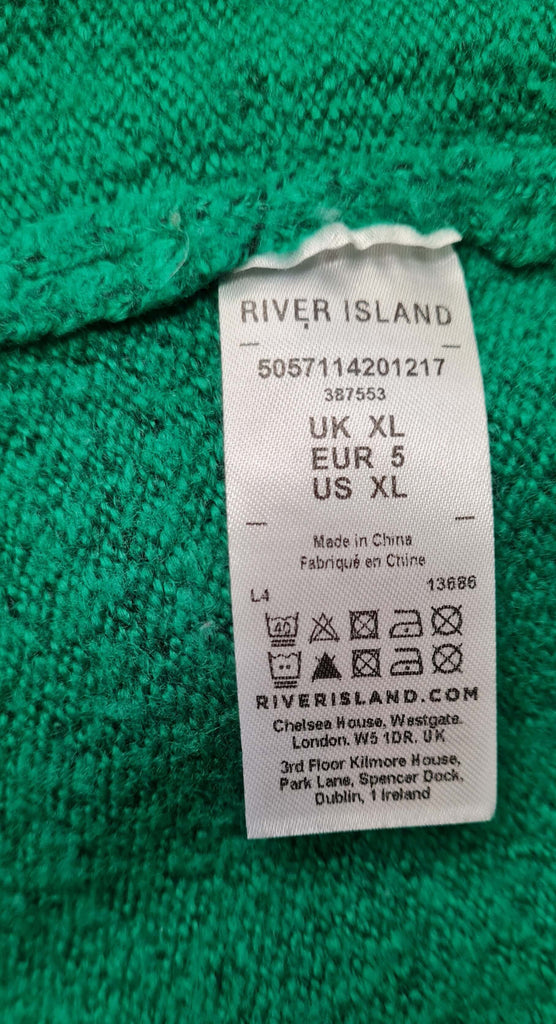 RIVER ISLAND
5057114201217
387553
UK XL
EUR 5
US XL
Made in China
Fabriqué en Chine
L4 13686
40
RIVERISLAND.COM
Chelsea House, Westgate.
London. W5 1DR. UK
3rd Floor Kilmore House,
Park Lane, Spencer Dock,
Dublin, 1 Ireland